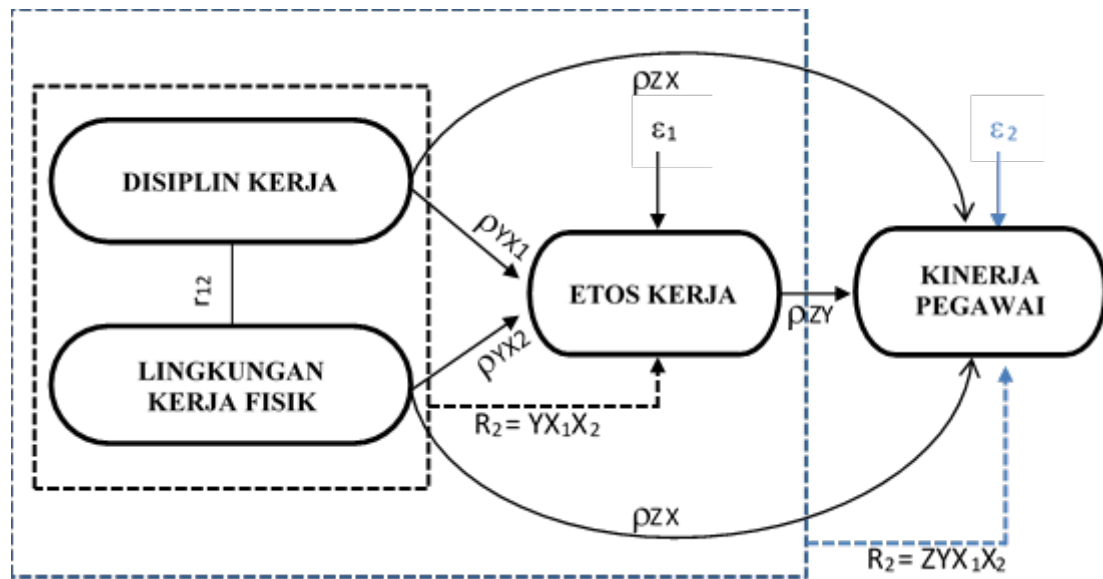 ρZX
ε1
ε2
DISIPLIN KERJA
ρYX1
r12
ETOS KERJA
ρZY
KINERJA
PEGAWAI
ρYX2
LINGKUNGAN
KERJA FISIK
R2 = YX1X2
ρZX
R2 = ZYX1X2